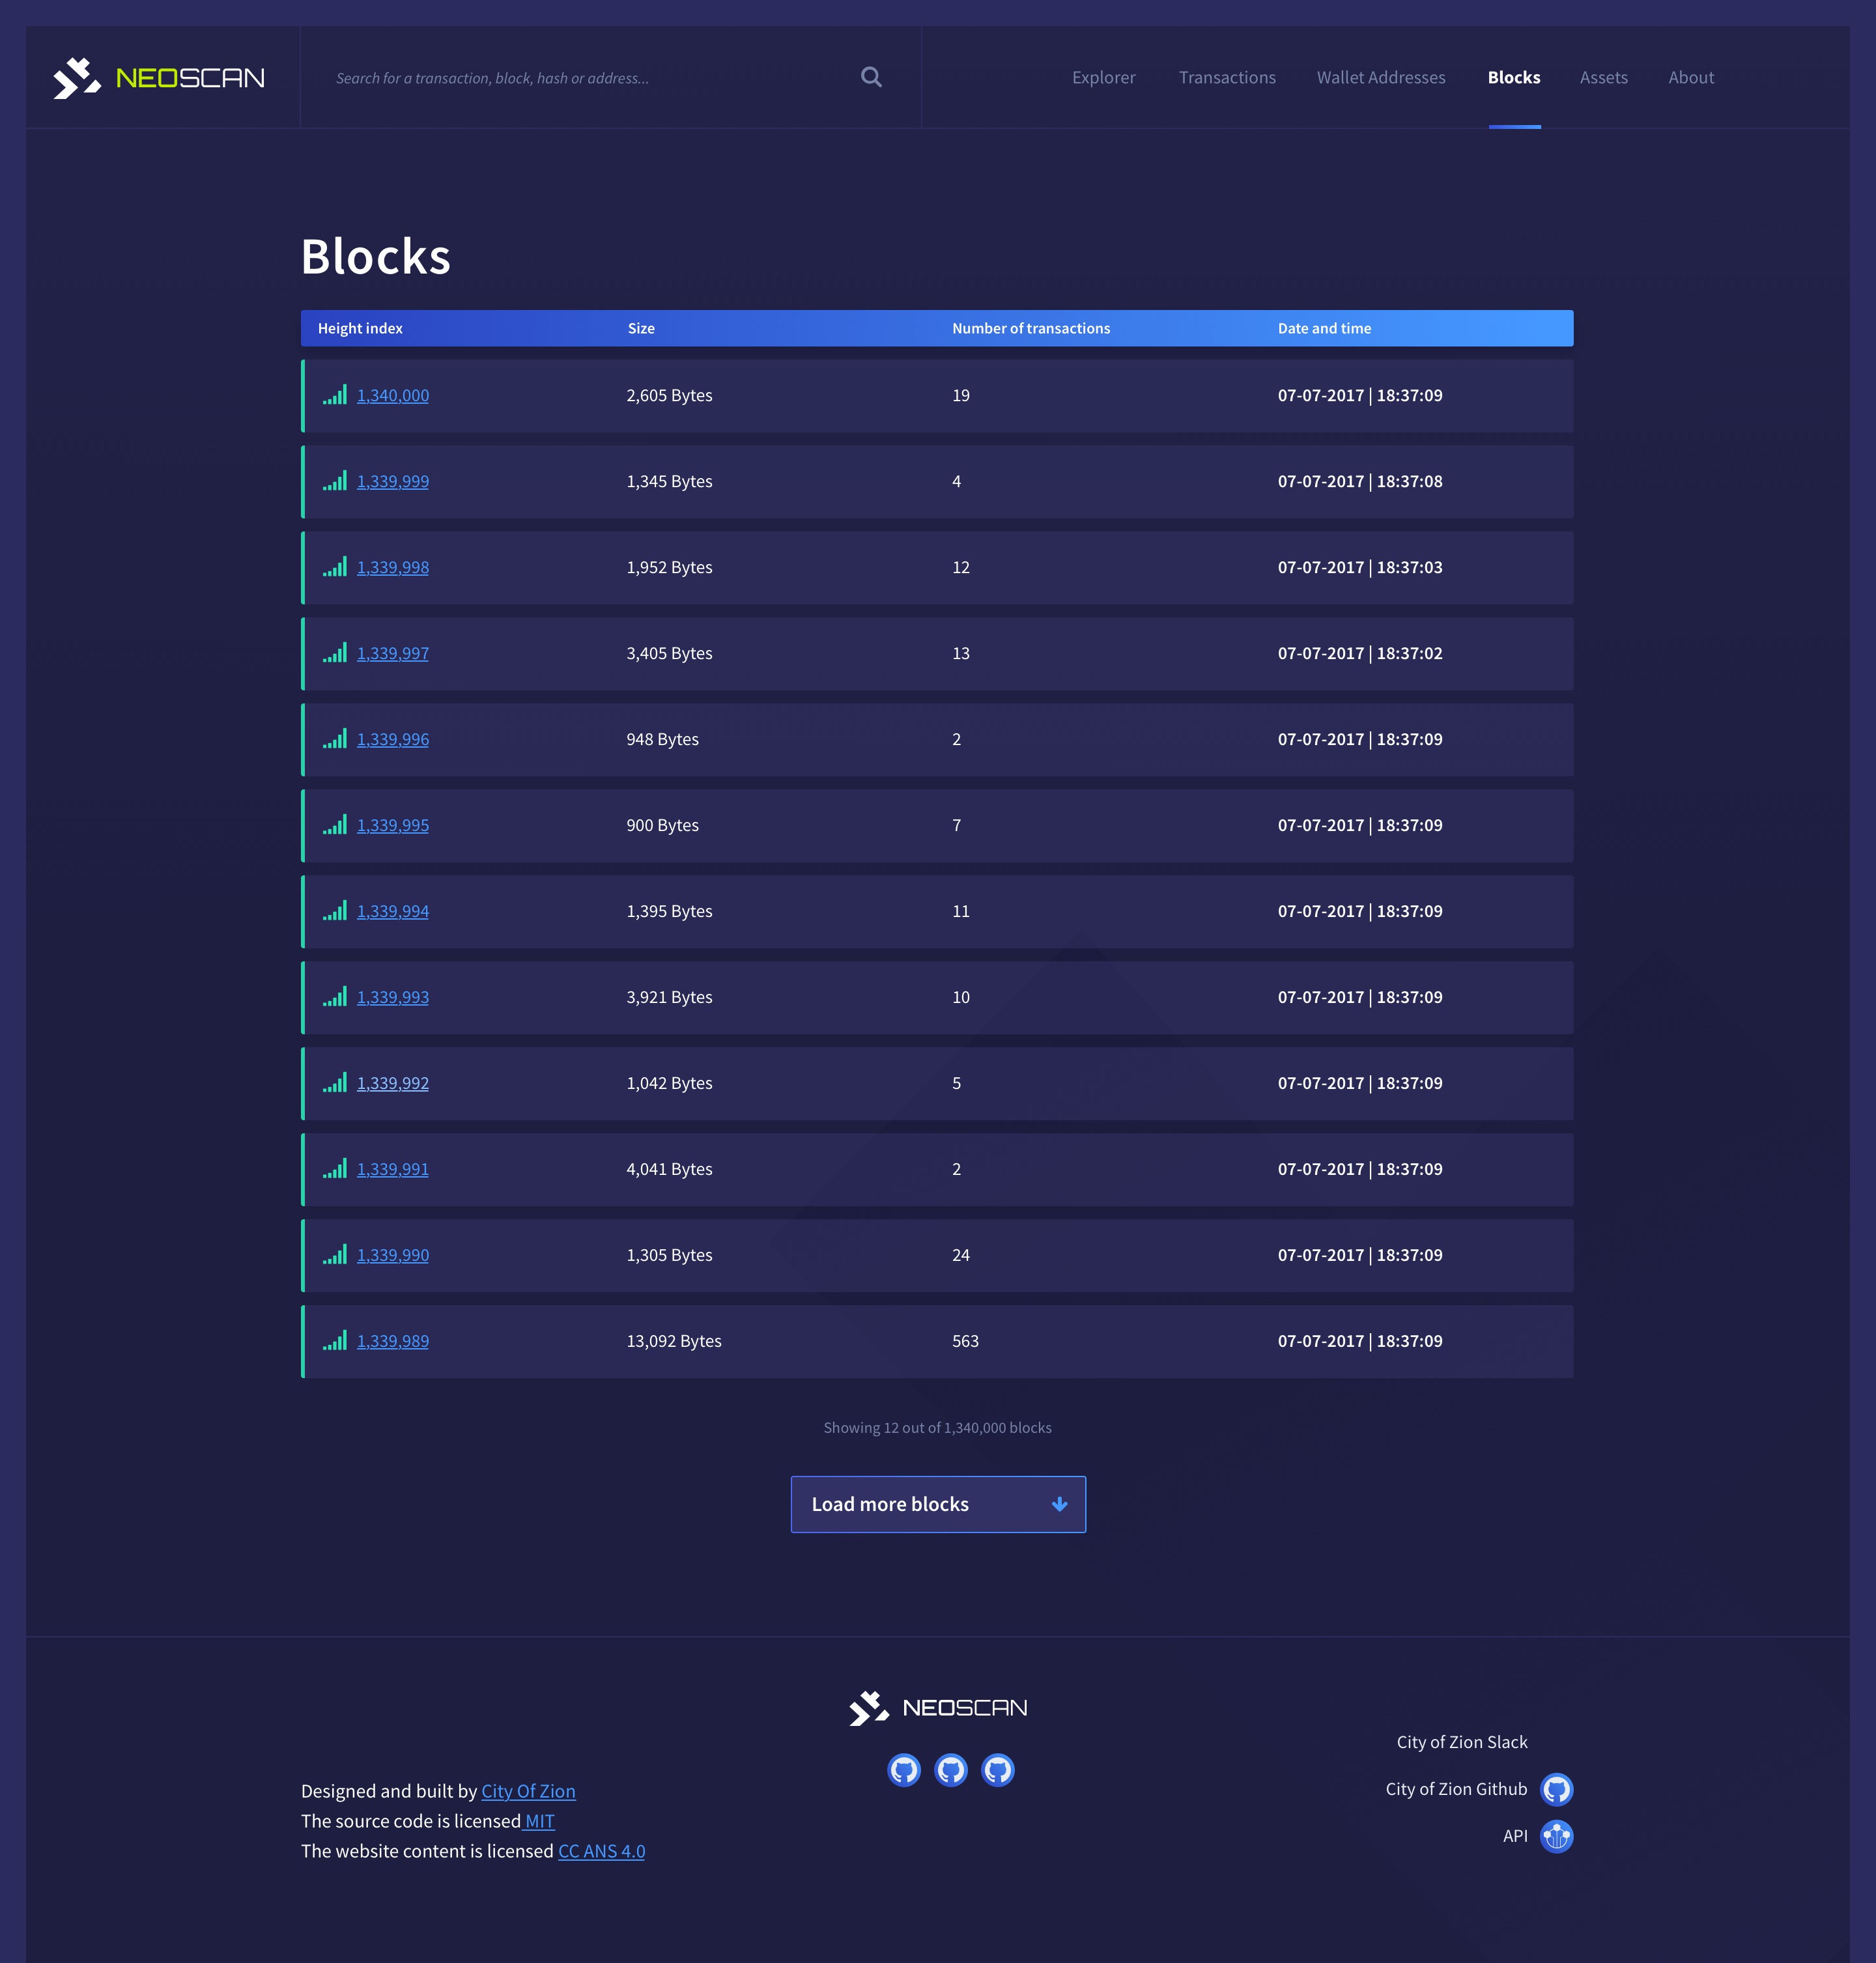 NEOSCAN Search for a transaction, block, hash or address... Explorer Transactions Wallet Addresses Blocks Assets About
Blocks
Height index Size Number of transactions Date and time
1,340,000 2,605 Bytes 19 07-07-2017 | 18:37:09
1,339,999 1,345 Bytes 4 07-07-2017 | 18:37:08
1,339,998 1,952 Bytes 12 07-07-2017 | 18:37:03
1,339,997 3,405 Bytes 13 07-07-2017 | 18:37:02
1,339,996 948 Bytes 2 07-07-2017 | 18:37:09
1,339,995 900 Bytes 7 07-07-2017 | 18:37:09
1,339,994 1,395 Bytes 11 07-07-2017 | 18:37:09
1,339,993 3,921 Bytes 10 07-07-2017 | 18:37:09
1,339,992 1,042 Bytes 5 07-07-2017 | 18:37:09
1,339,991 4,041 Bytes 2 07-07-2017 | 18:37:09
1,339,990 1,305 Bytes 24 07-07-2017 | 18:37:09
1,339,989 13,092 Bytes 563 07-07-2017 | 18:37:09
Showing 12 out of 1,340,000 blocks
Load more blocks
NEOSCAN
Designed and built by City Of Zion
The source code is licensed MIT
The website content is licensed CC ANS 4.0
City of Zion Slack
City of Zion Github
API